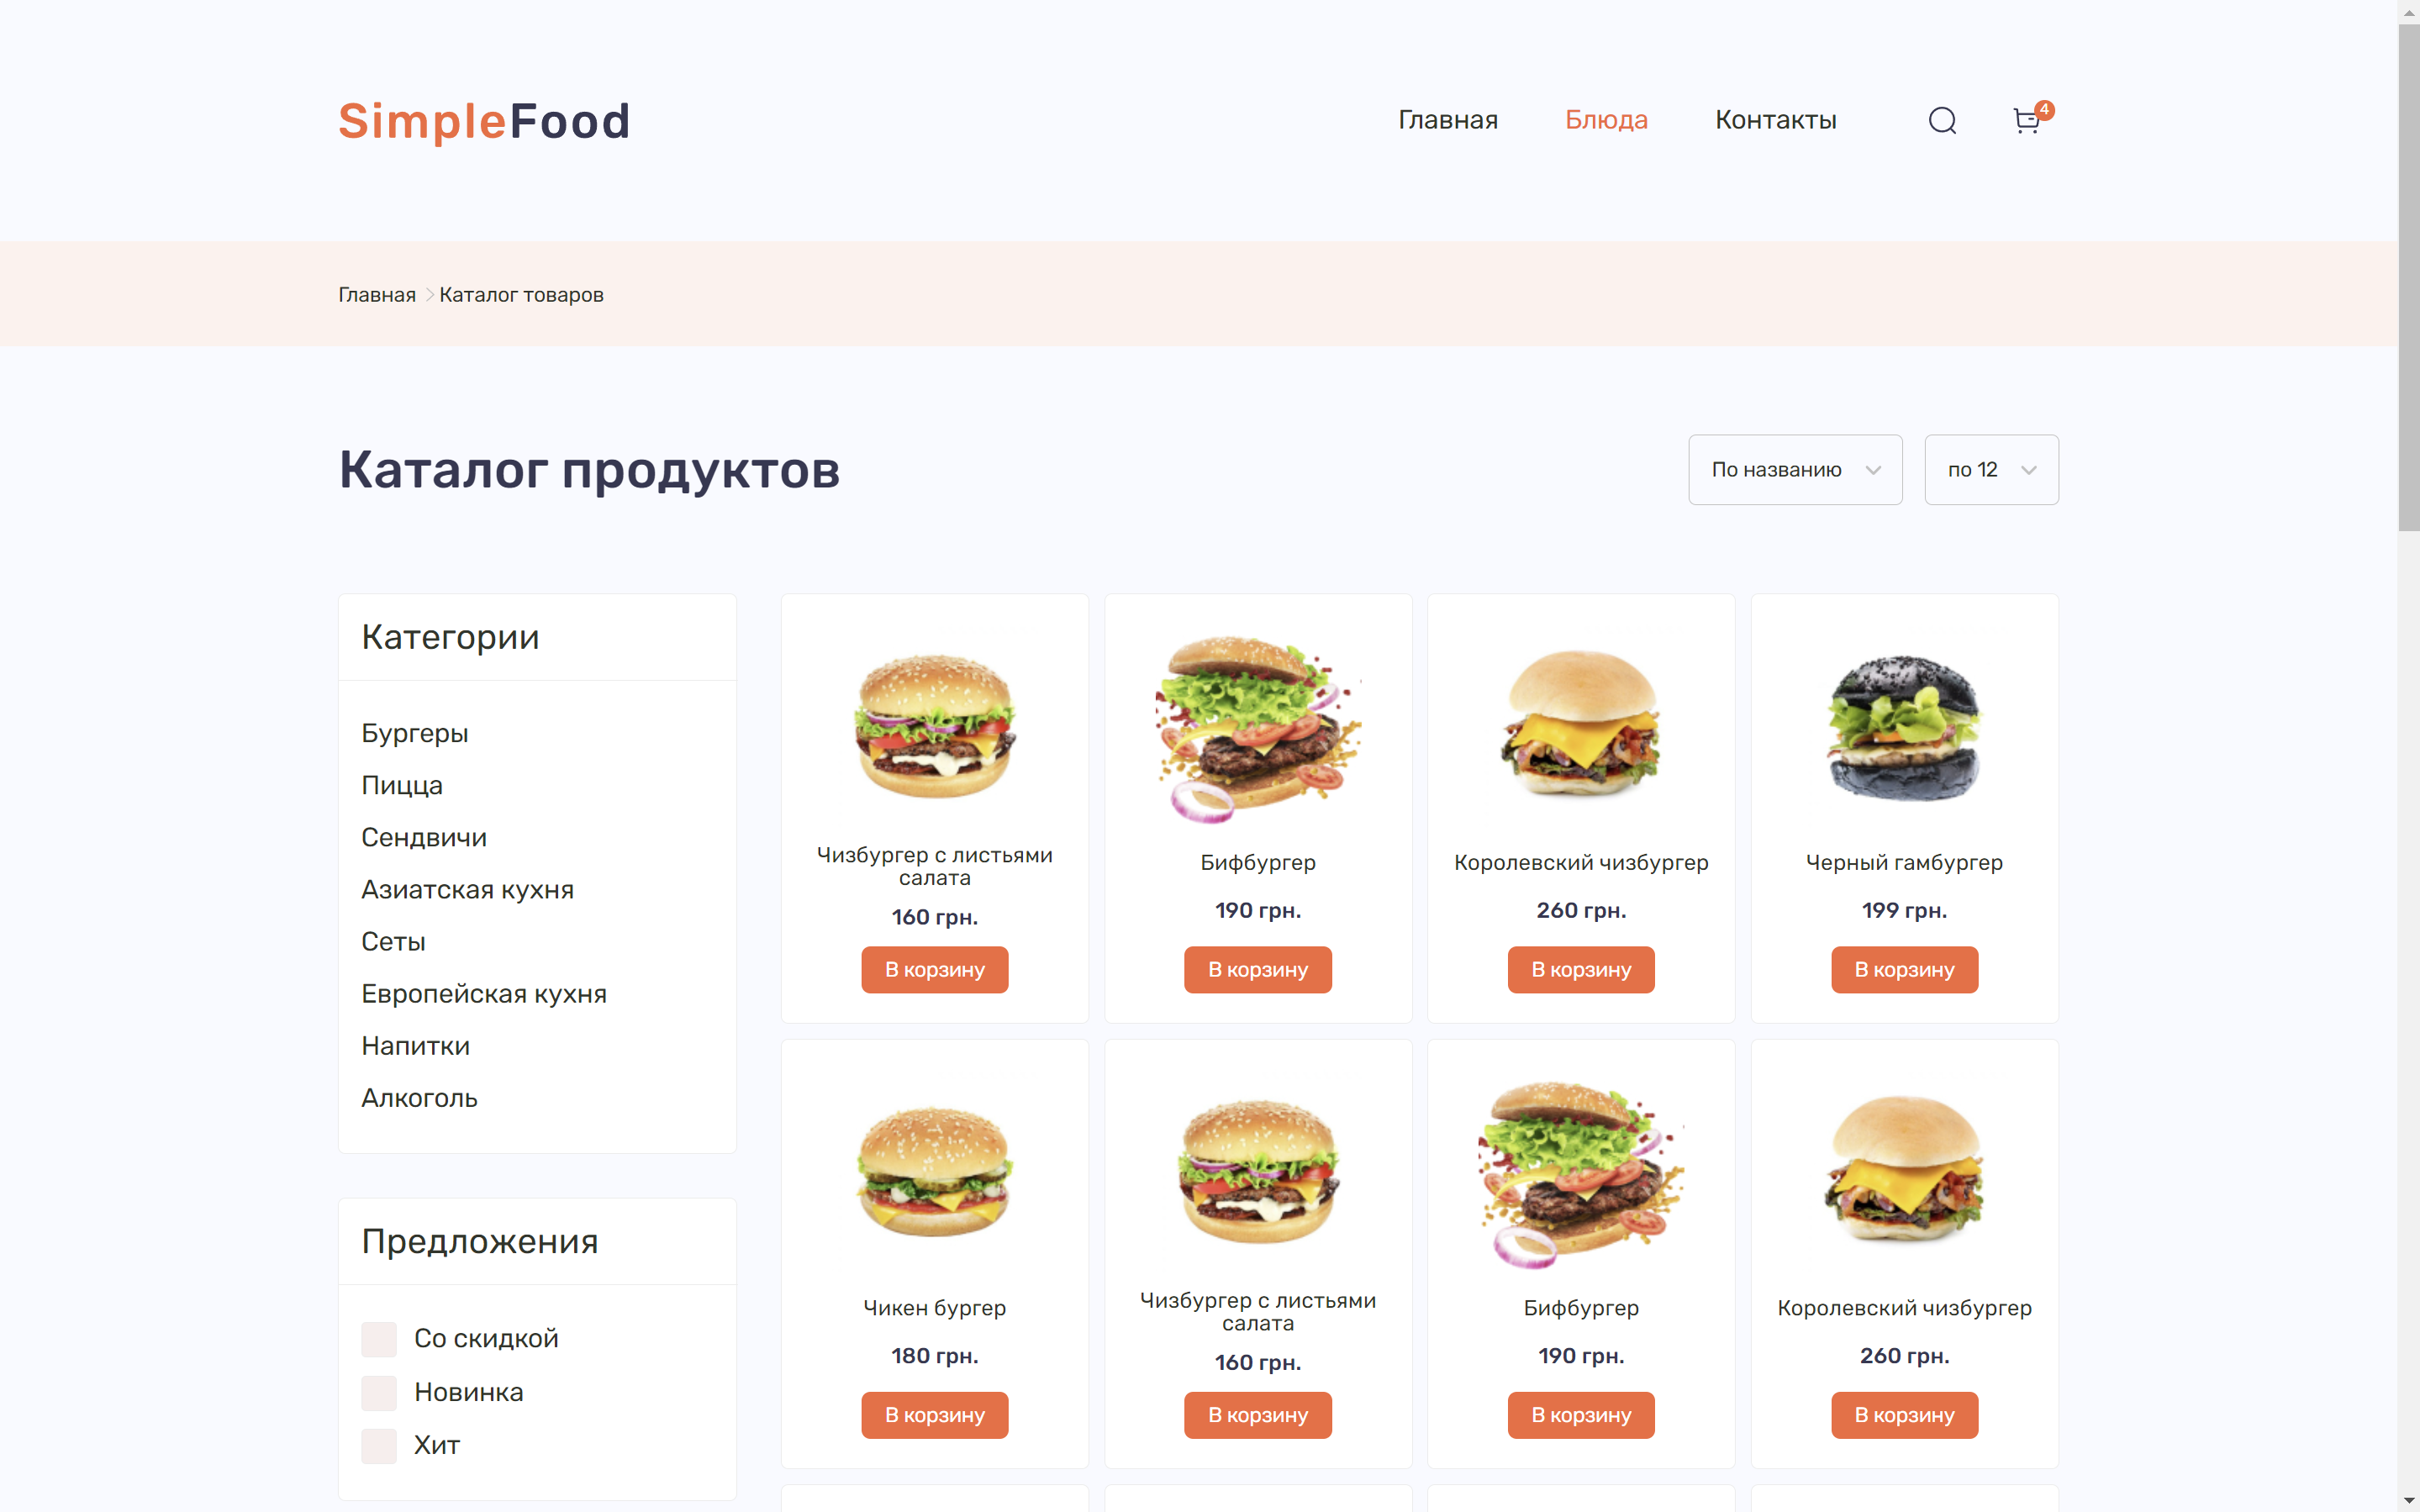 SimpleFood
Главная
Блюда
Контакты
4
Главная
Каталог товаров
Каталог продуктов
По названию
по 12
Категории
Бургеры
Пицца
Сендвичи
Азиатская кухня
Сеты
Европейская кухня
Напитки
Алкоголь
Предложения
Со скидкой
Новинка
Хит
Чизбургер с листьями
салата
160 грн.
В корзину
Бифбургер
190 грн.
В корзину
Королевский чизбургер
260 грн.
В корзину
Черный гамбургер
199 грн.
В корзину
Чикен бургер
180 грн.
В корзину
Чизбургер с листьями
салата
160 грн.
В корзину
Бифбургер
190 грн.
В корзину
Королевский чизбургер
260 грн.
В корзину